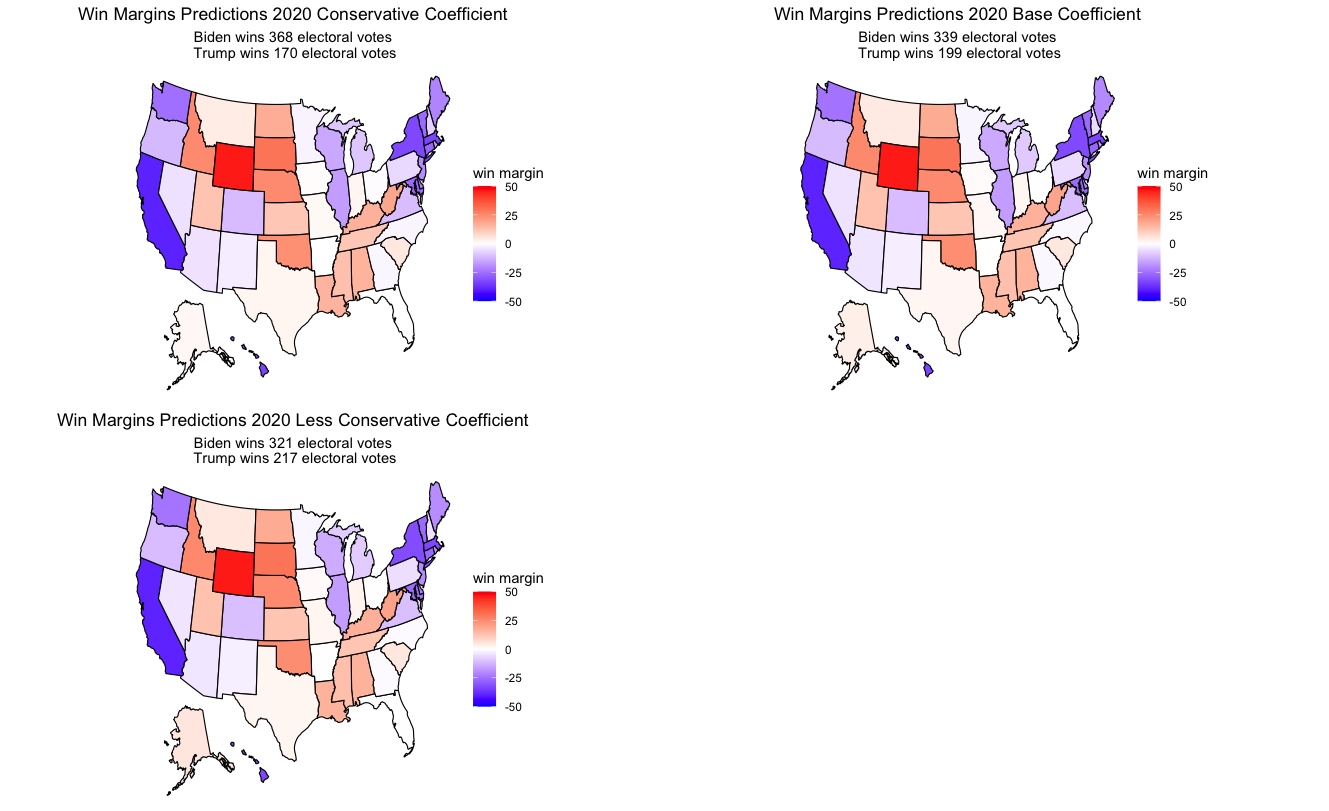 Win Margins Predictions 2020 Conservative Coefficient
Biden wins 368 electoral votes
Trump wins 170 electoral votes
win margin
50
25
0
-25
-50
Win Margins Predictions 2020 Base Coefficient
Biden wins 339 electoral votes
Trump wins 199 electoral votes
win margin
50
25
0
-25
-50
Win Margins Predictions 2020 Less Conservative Coefficient
Biden wins 321 electoral votes
Trump wins 217 electoral votes
win margin
50
25
0
-25
-50